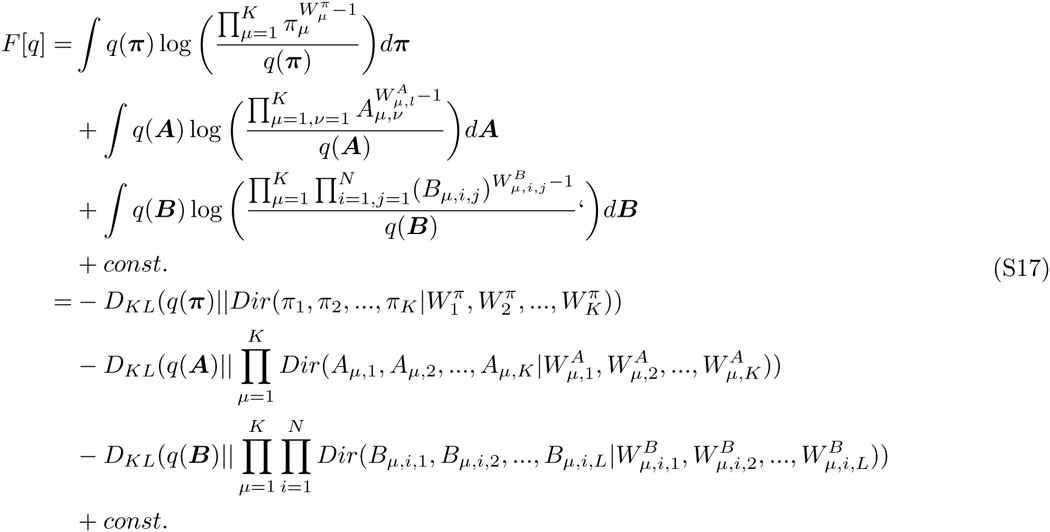 F[q] = ∫ q(π) log ( \frac{∏_{μ=1}^{K} π_μ^{W_μ^π − 1}}{q(π)} ) dπ
+ ∫ q(A) log ( \frac{∏_{μ=1,ν=1}^{K} A_{μ,ν}^{W_{μ,l}^A − 1}}{q(A)} ) dA
+ ∫ q(B) log ( \frac{∏_{μ=1}^{K} ∏_{i=1,j=1}^{N} (B_{μ,i,j})^{W_{μ,i,j}^B − 1}}{q(B)} ‘ ) dB
+ const.
(S17)
= − D_{KL}(q(π)||Dir(π_1, π_2, ..., π_K|W_1^π, W_2^π, ..., W_K^π))
− D_{KL}(q(A)|| ∏_{μ=1}^{K} Dir(A_{μ,1}, A_{μ,2}, ..., A_{μ,K}|W_{μ,1}^A, W_{μ,2}^A, ..., W_{μ,K}^A))
− D_{KL}(q(B)|| ∏_{μ=1}^{K} ∏_{i=1}^{N} Dir(B_{μ,i,1}, B_{μ,i,2}, ..., B_{μ,i,L}|W_{μ,i,1}^B, W_{μ,i,2}^B, ..., W_{μ,i,L}^B))
+ const.